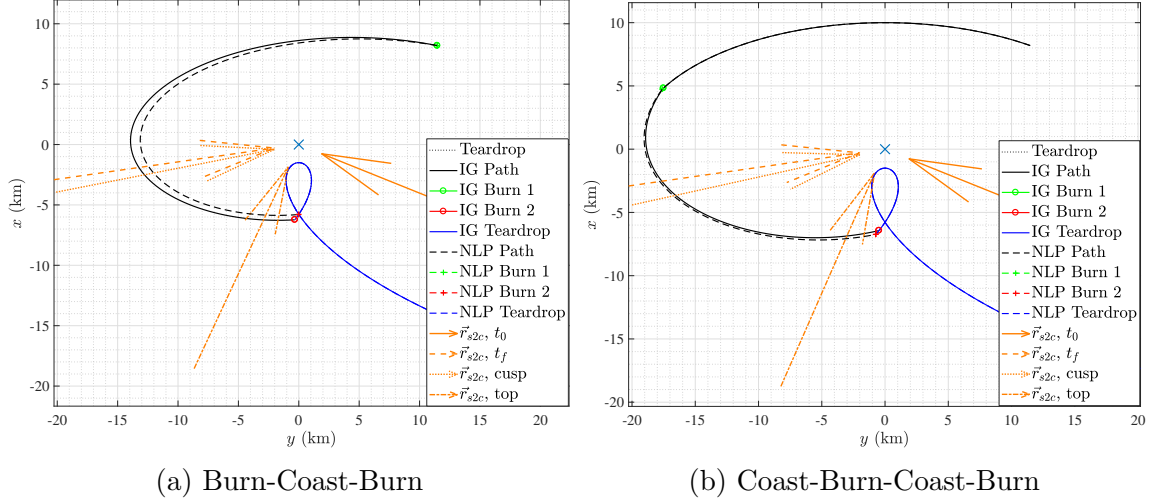 10
5
0
-5
-10
-15
-20
-20
-15
-10
-5
0
5
10
15
20
x (km)
y (km)
Teardrop
IG Path
IG Burn 1
IG Burn 2
IG Teardrop
NLP Path
NLP Burn 1
NLP Burn 2
NLP Teardrop
r⃗s2c, t0
r⃗s2c, tf
r⃗s2c, cusp
r⃗s2c, top
(a) Burn-Coast-Burn
10
5
0
-5
-10
-15
-20
-20
-15
-10
-5
0
5
10
15
20
x (km)
y (km)
Teardrop
IG Path
IG Burn 1
IG Burn 2
IG Teardrop
NLP Path
NLP Burn 1
NLP Burn 2
NLP Teardrop
r⃗s2c, t0
r⃗s2c, tf
r⃗s2c, cusp
r⃗s2c, top
(b) Coast-Burn-Coast-Burn